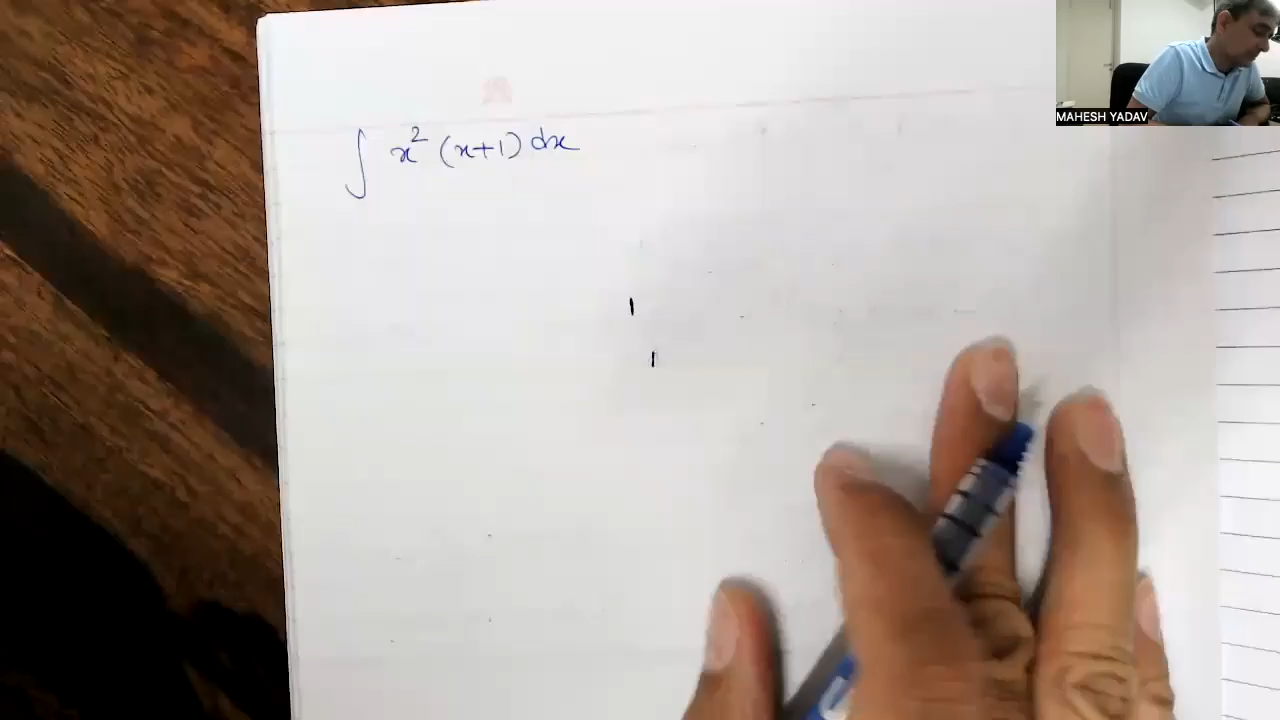 ∫ x² (x+1) dx
MAHESH YADAV